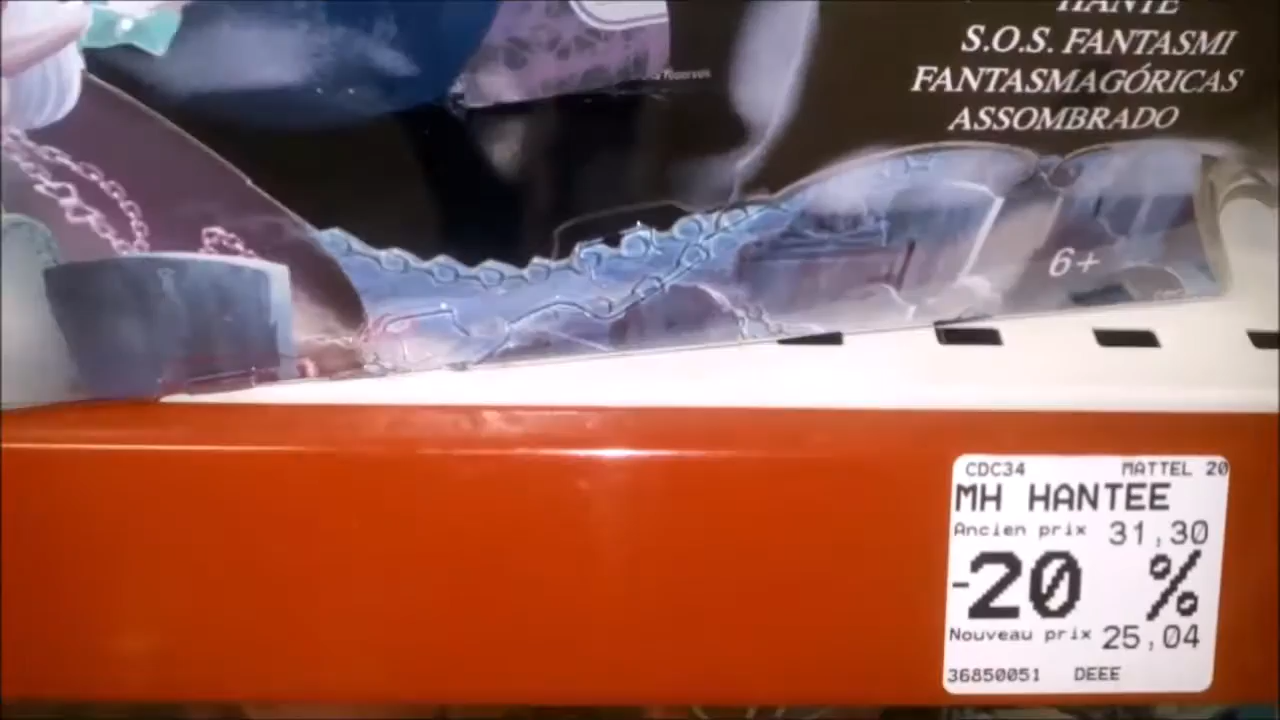 HANTÉ
S.O.S. FANTASMI
FANTASMAGÓRICAS
ASSOMBRADO
6+
CDC34 MATTEL 20
MH HANTEE
Ancien prix 31,30
-20 %
Nouveau prix 25,04
36850051 DEEE